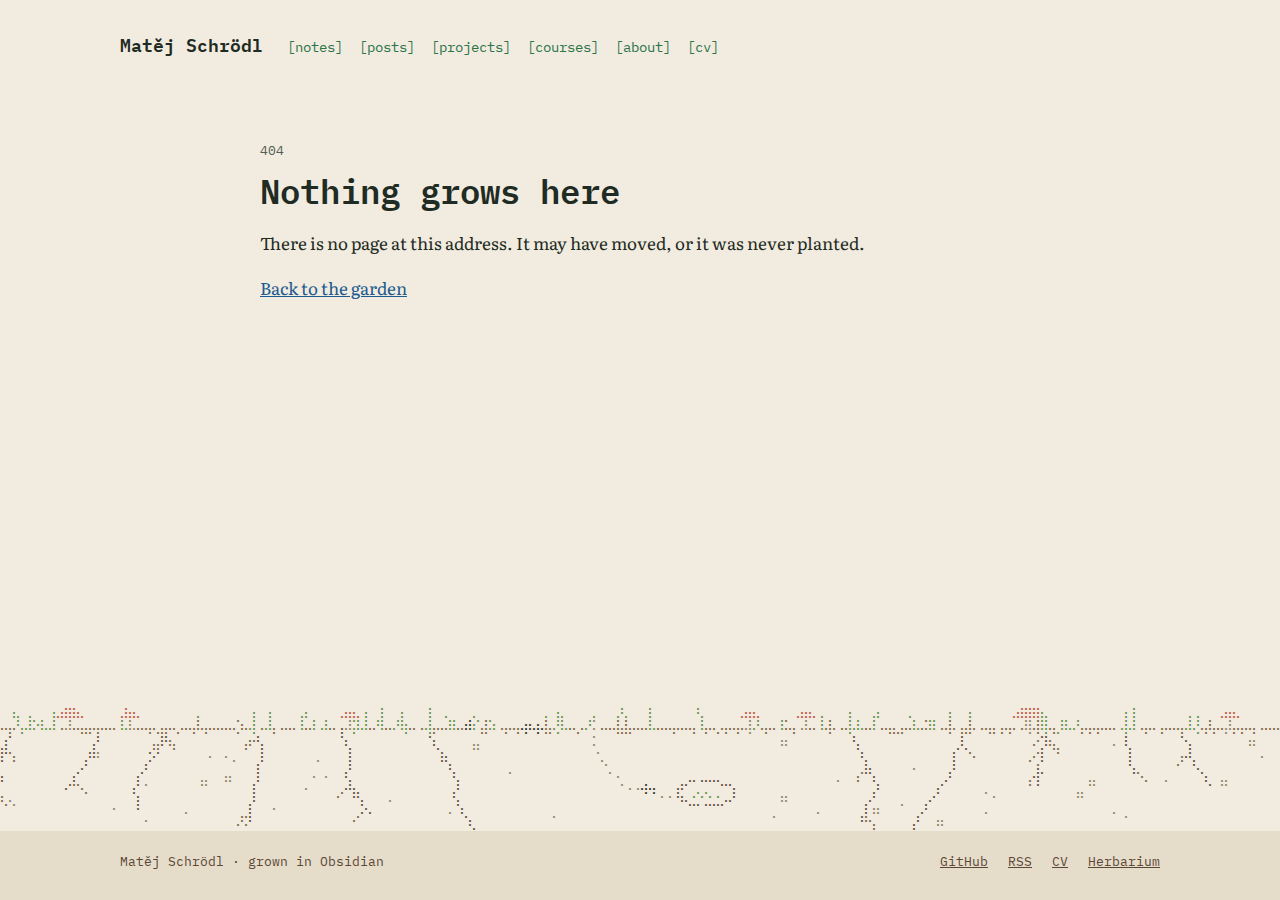 Matěj Schrödl [notes] [posts] [projects] [courses] [about] [cv]
404
Nothing grows here
There is no page at this address. It may have moved, or it was never planted.
Back to the garden
Matěj Schrödl · grown in Obsidian GitHub RSS CV Herbarium